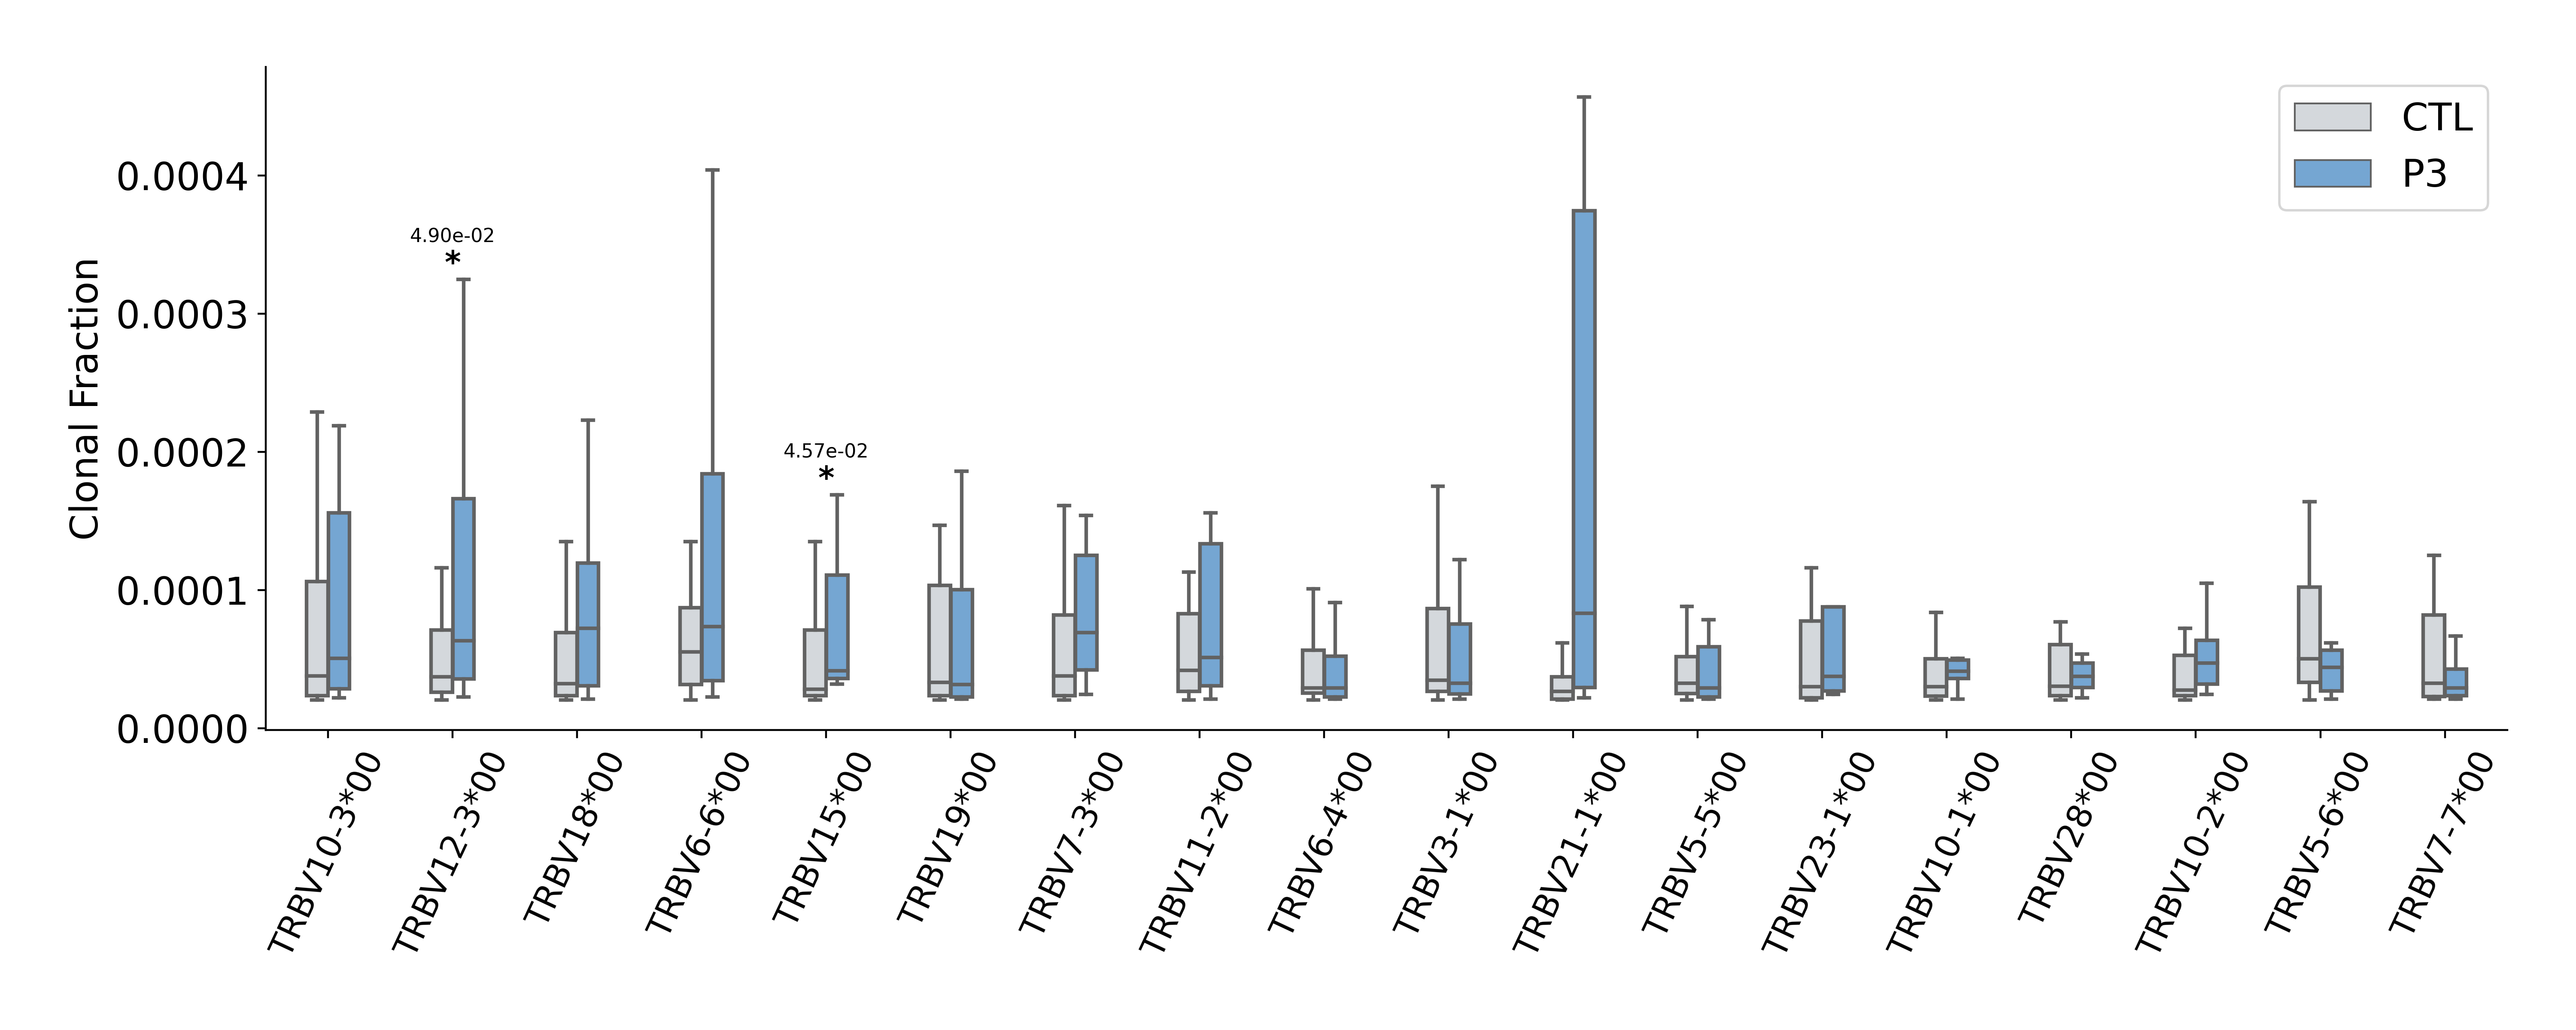 CTL
P3
Clonal Fraction
0.0004
0.0003
0.0002
0.0001
0.0000
4.90e-02
*
4.57e-02
*
TRBV10-3*00
TRBV12-3*00
TRBV18*00
TRBV6-6*00
TRBV15*00
TRBV19*00
TRBV7-3*00
TRBV11-2*00
TRBV6-4*00
TRBV3-1*00
TRBV21-1*00
TRBV5-5*00
TRBV23-1*00
TRBV10-1*00
TRBV28*00
TRBV10-2*00
TRBV5-6*00
TRBV7-7*00